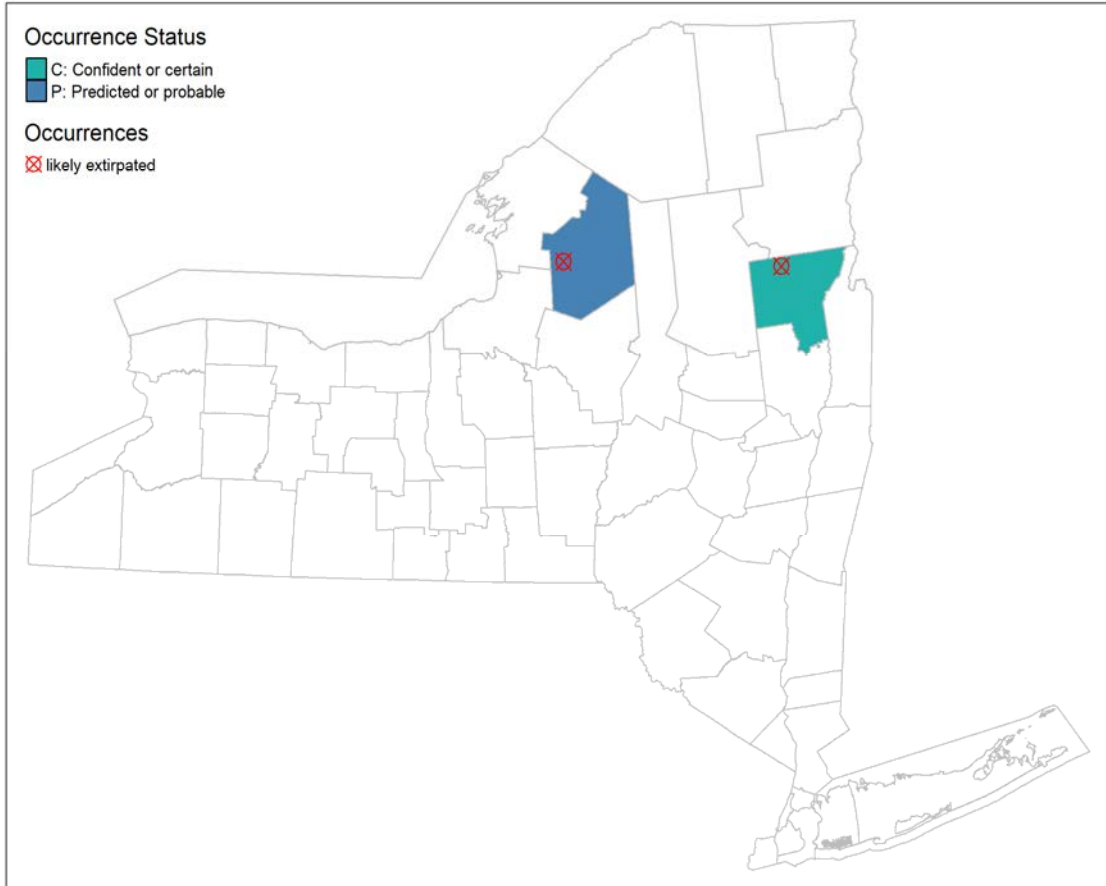 Occurrence Status
C: Confident or certain
P: Predicted or probable
Occurrences
likely extirpated